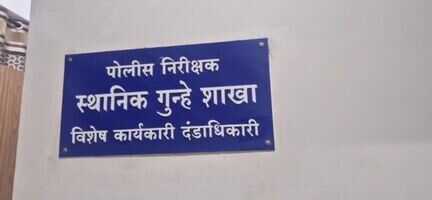 पोलीस निरीक्षक
स्थानिक गुन्हे शाखा
विशेष कार्यकारी दंडाधिकारी